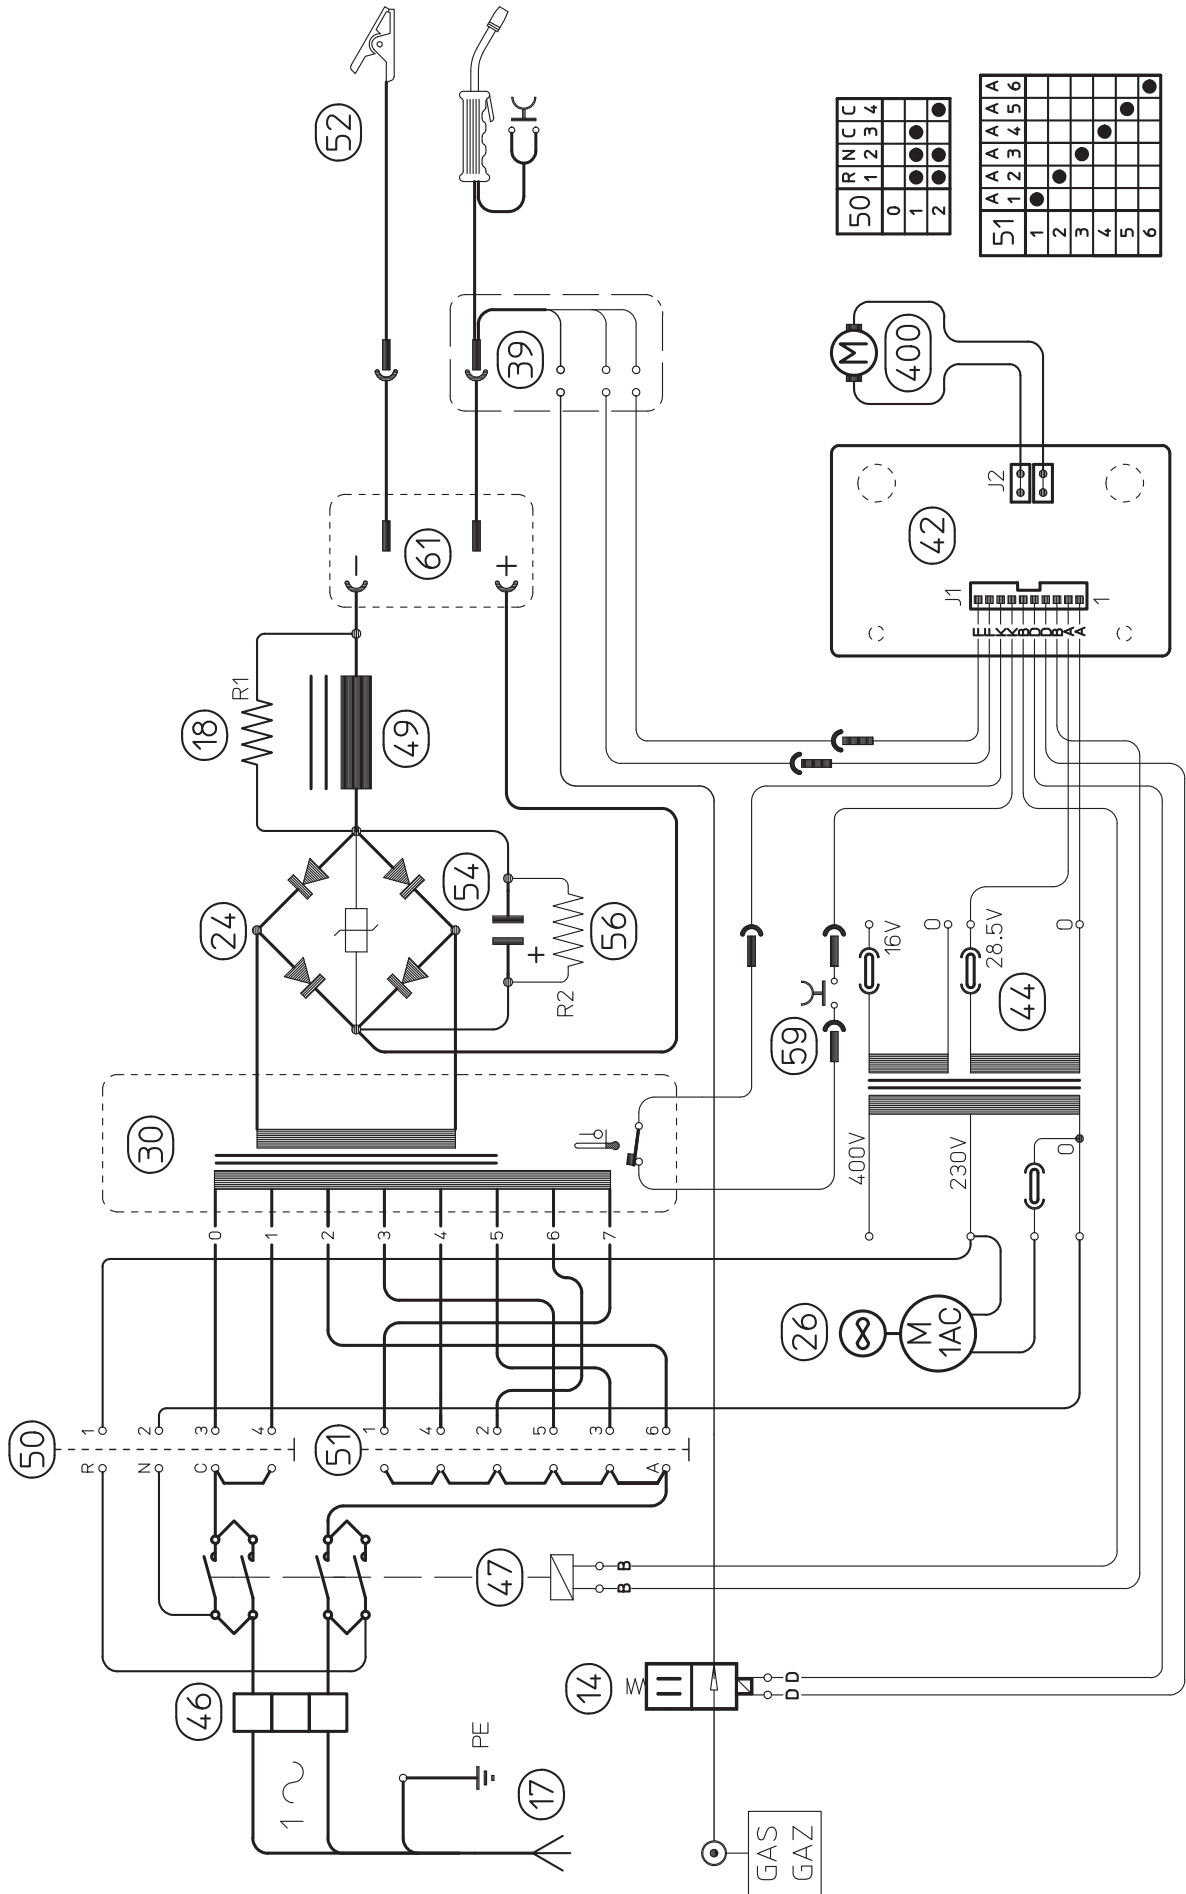 50
R N C
1 2 3 4
51
A
1 4 2 5 3 6
46
1 ~
17
PE
47
B B
14
D D
GAS
GAZ
30
0 1 2 3 4 5 6 7
24
54
56
R2
+
18
R1
49
61
- +
52
39
59
26
M
1AC
400V
230V
0
16V
0
28.5V
0
44
42
J1
1
F
F
K
K
B
D
D
B
A
A
J2
400
M
50
R N C C
1 2 3 4
0
1
2
51
A A A A A A
1 2 3 4 5 6
1
2
3
4
5
6